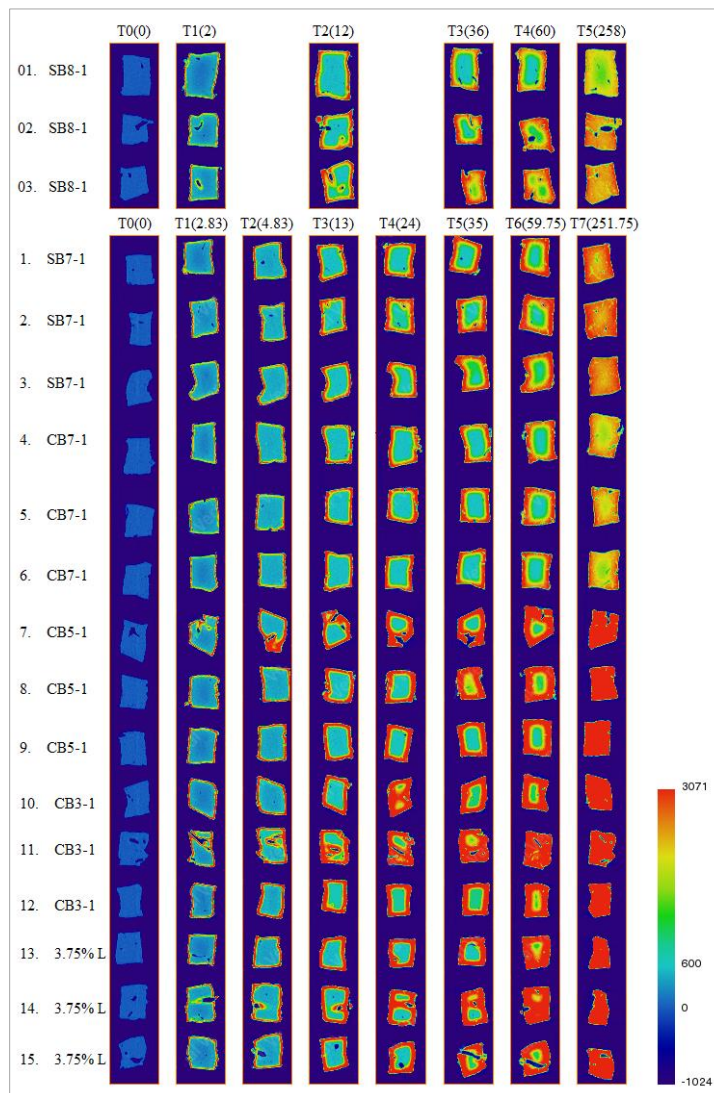 T0(0) T1(2) T2(12) T3(36) T4(60) T5(258)
01. SB8-1
02. SB8-1
03. SB8-1
T0(0) T1(2.83) T2(4.83) T3(13) T4(24) T5(35) T6(59.75) T7(251.75)
1. SB7-1
2. SB7-1
3. SB7-1
4. CB7-1
5. CB7-1
6. CB7-1
7. CB5-1
8. CB5-1
9. CB5-1
10. CB3-1
11. CB3-1
12. CB3-1
13. 3.75% L
14. 3.75% L
15. 3.75% L
3071
600
0
-1024